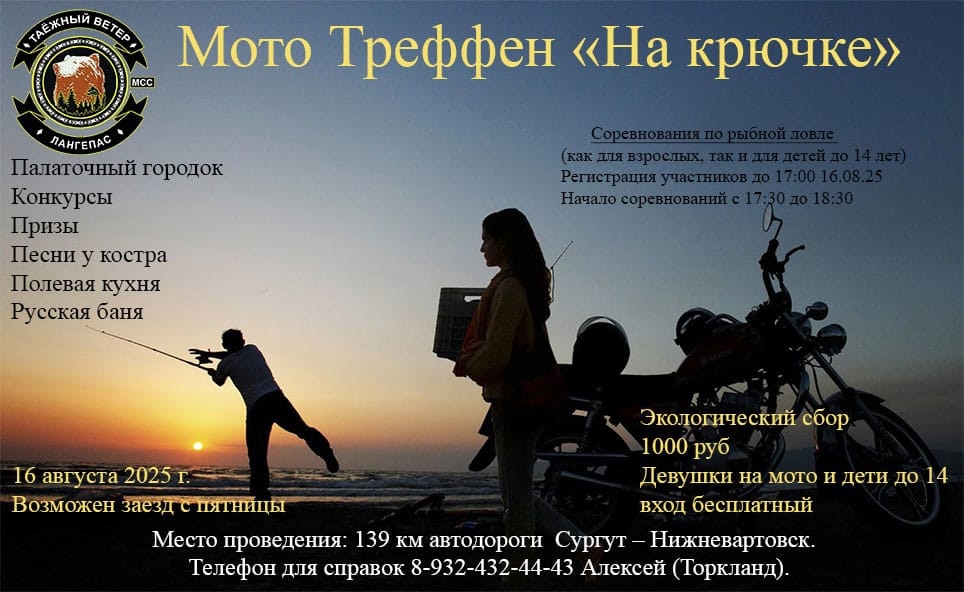 ТАЁЖНЫЙ ВЕТЕР
МСС
ЛАНГЕПАС
Мото Треффен «На крючке»
Соревнования по рыбной ловле
(как для взрослых, так и для детей до 14 лет)
Регистрация участников до 17:00 16.08.25
Начало соревнований с 17:30 до 18:30
Палаточный городок
Конкурсы
Призы
Песни у костра
Полевая кухня
Русская баня
16 августа 2025 г.
Возможен заезд с пятницы
Экологический сбор
1000 руб
Девушки на мото и дети до 14
вход бесплатный
Место проведения: 139 км автодороги Сургут – Нижневартовск.
Телефон для справок 8-932-432-44-43 Алексей (Торкланд).